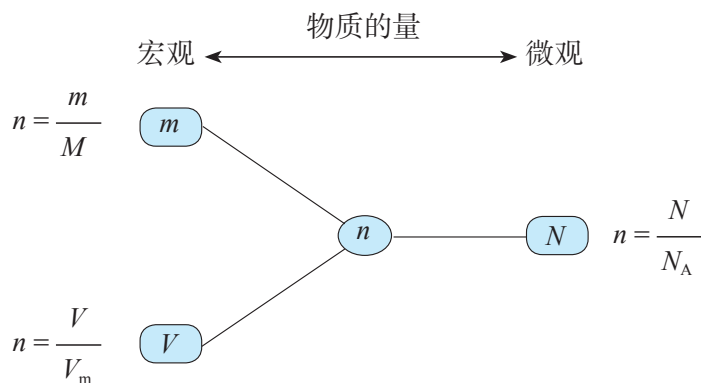 物质的量
宏观 微观
n = m/M m
n N n = N/N_A
n = V/V_m V